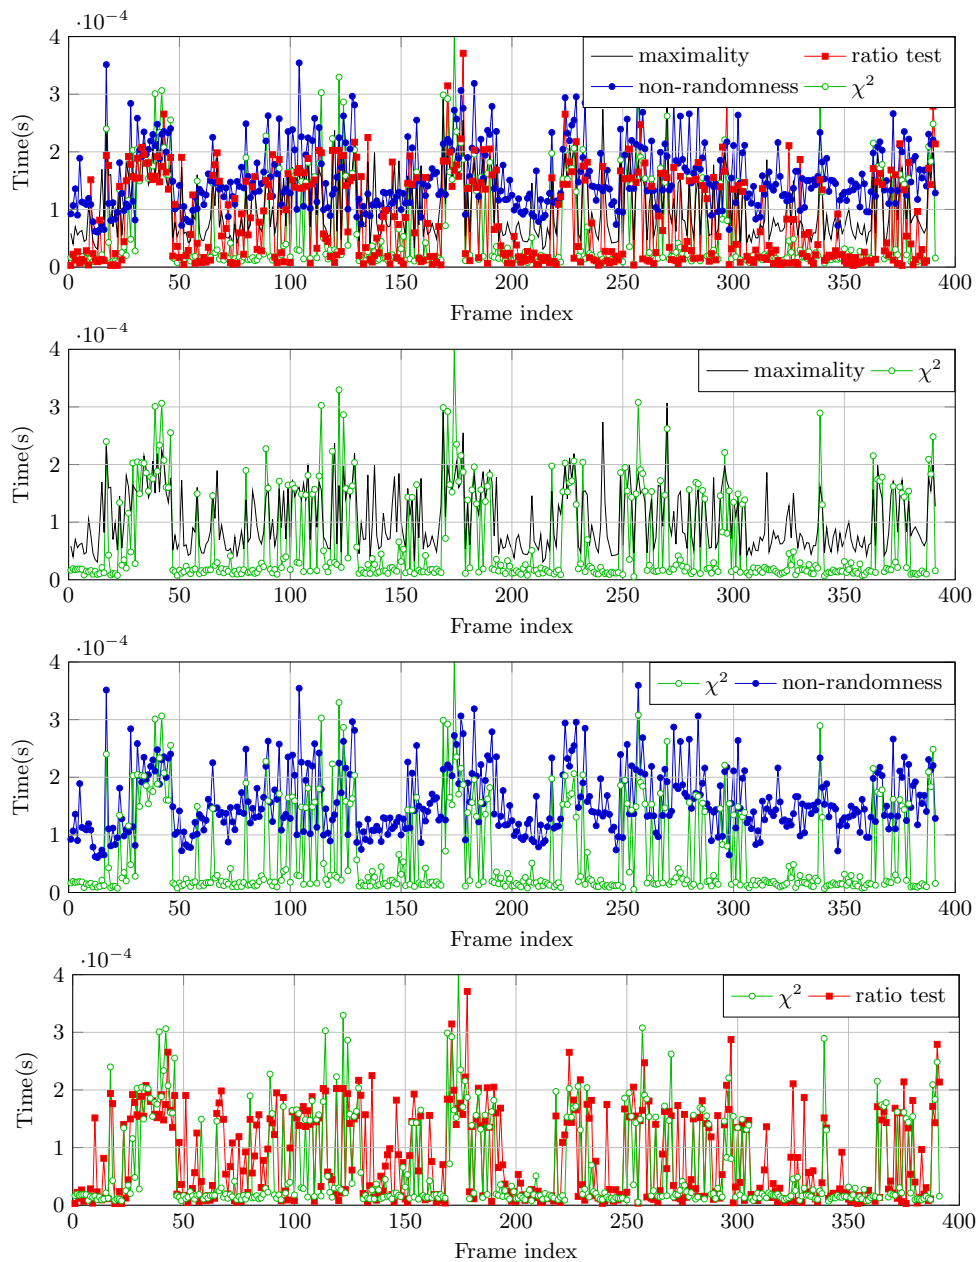 ·10⁻⁴
4
3
2
1
0
Time(s)
maximality ratio test
non-randomness χ²
0 50 100 150 200 250 300 350 400
Frame index
·10⁻⁴
4
3
2
1
0
Time(s)
maximality χ²
0 50 100 150 200 250 300 350 400
Frame index
·10⁻⁴
4
3
2
1
0
Time(s)
χ² non-randomness
0 50 100 150 200 250 300 350 400
Frame index
·10⁻⁴
4
3
2
1
0
Time(s)
χ² ratio test
0 50 100 150 200 250 300 350 400
Frame index